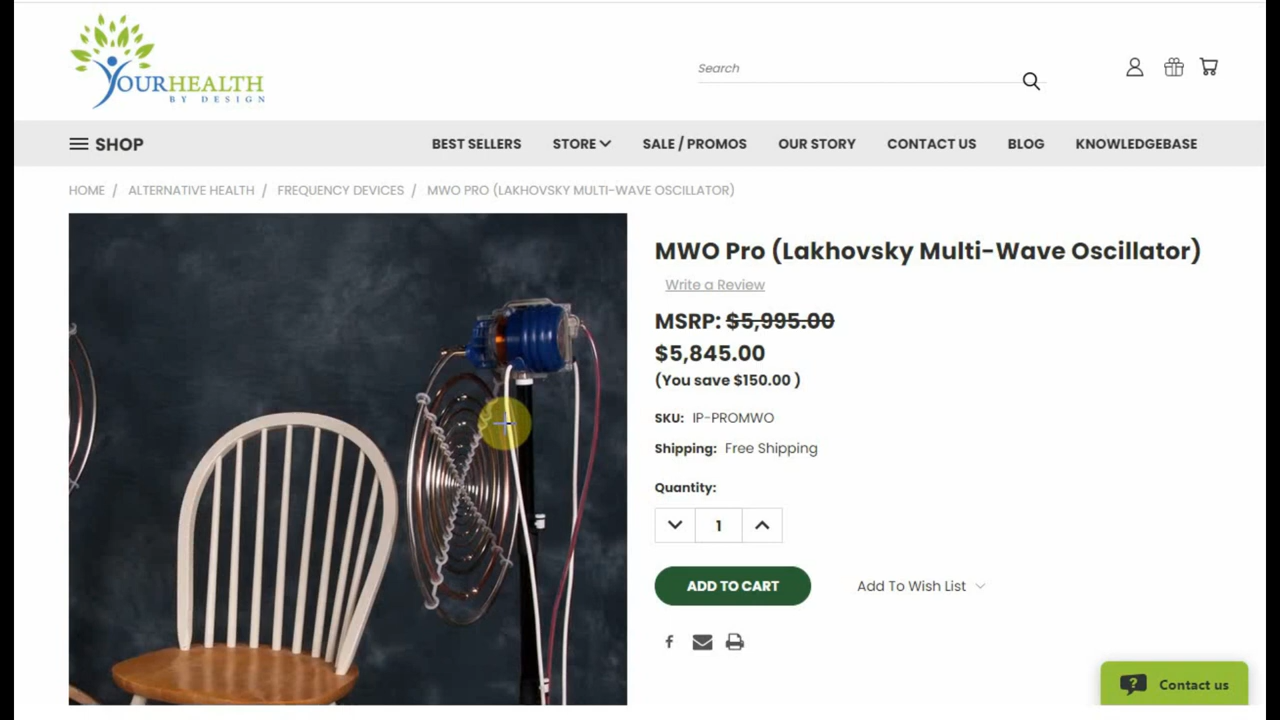 YOURHEALTH
BY DESIGN
Search
SHOP
BEST SELLERS
STORE
SALE / PROMOS
OUR STORY
CONTACT US
BLOG
KNOWLEDGEBASE
HOME / ALTERNATIVE HEALTH / FREQUENCY DEVICES / MWO PRO (LAKHOVSKY MULTI-WAVE OSCILLATOR)
MWO Pro (Lakhovsky Multi-Wave Oscillator)
Write a Review
MSRP: $5,995.00
$5,845.00
(You save $150.00 )
SKU: IP-PROMWO
Shipping: Free Shipping
Quantity:
1
ADD TO CART
Add To Wish List
f
Contact us